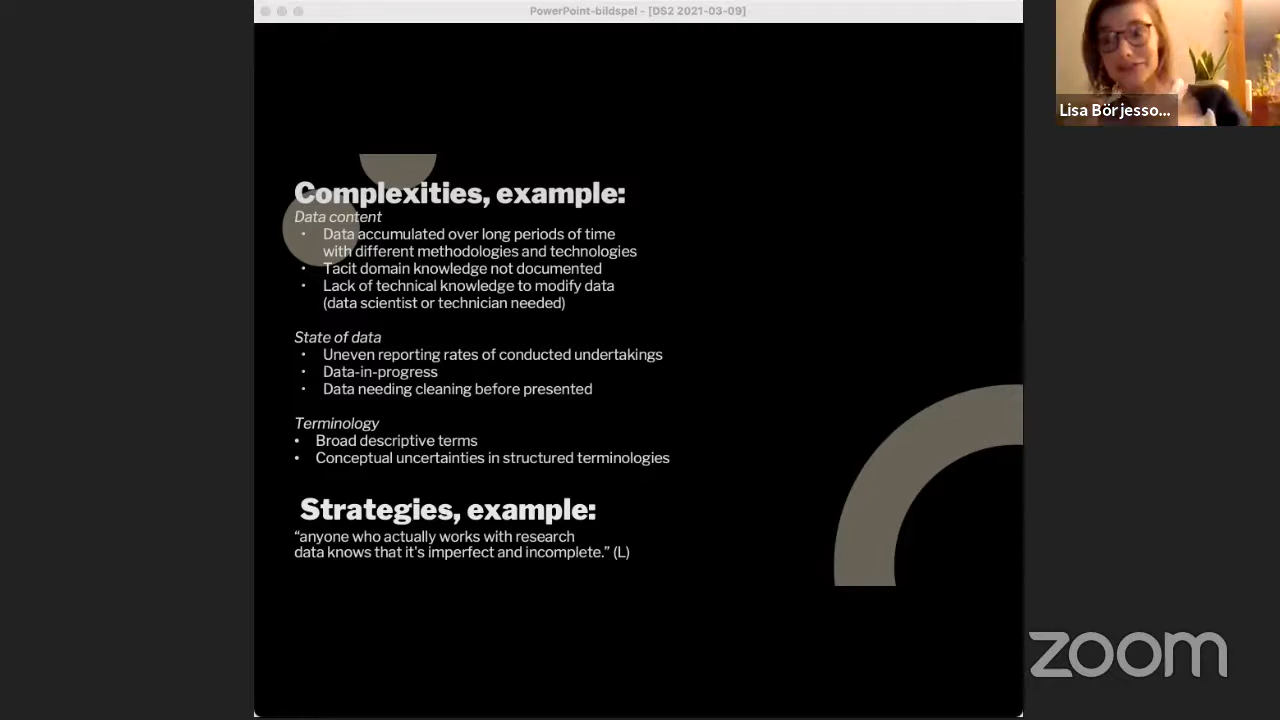 PowerPoint-bildspel - [DS2 2021-03-09]
Lisa Börjesso...
Complexities, example:
Data content
• Data accumulated over long periods of time
with different methodologies and technologies
• Tacit domain knowledge not documented
• Lack of technical knowledge to modify data
(data scientist or technician needed)
State of data
• Uneven reporting rates of conducted undertakings
• Data-in-progress
• Data needing cleaning before presented
Terminology
• Broad descriptive terms
• Conceptual uncertainties in structured terminologies
Strategies, example:
“anyone who actually works with research
data knows that it's imperfect and incomplete.” (L)
zoom